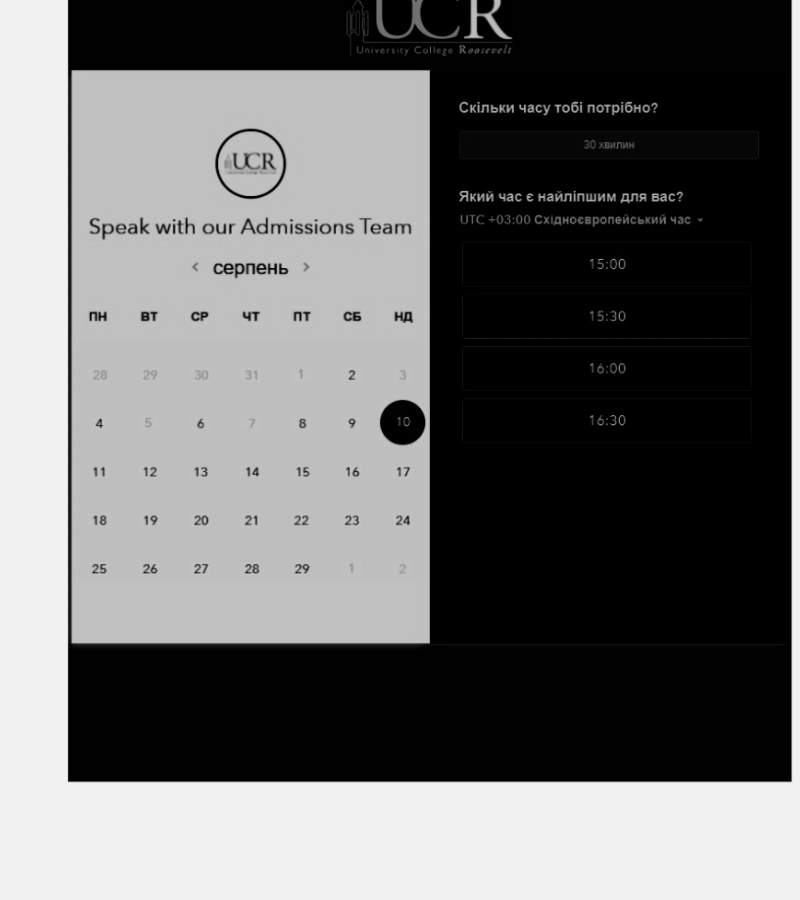 UCR
University College Roosevelt
UCR
Speak with our Admissions Team
< серпень >
ПН ВТ СР ЧТ ПТ СБ НД
28 29 30 31 1 2 3
4 5 6 7 8 9 10
11 12 13 14 15 16 17
18 19 20 21 22 23 24
25 26 27 28 29 1 2
Скільки часу тобі потрібно?
30 хвилин
Який час є найліпшим для вас?
UTC +03:00 Східноєвропейський час
15:00
15:30
16:00
16:30